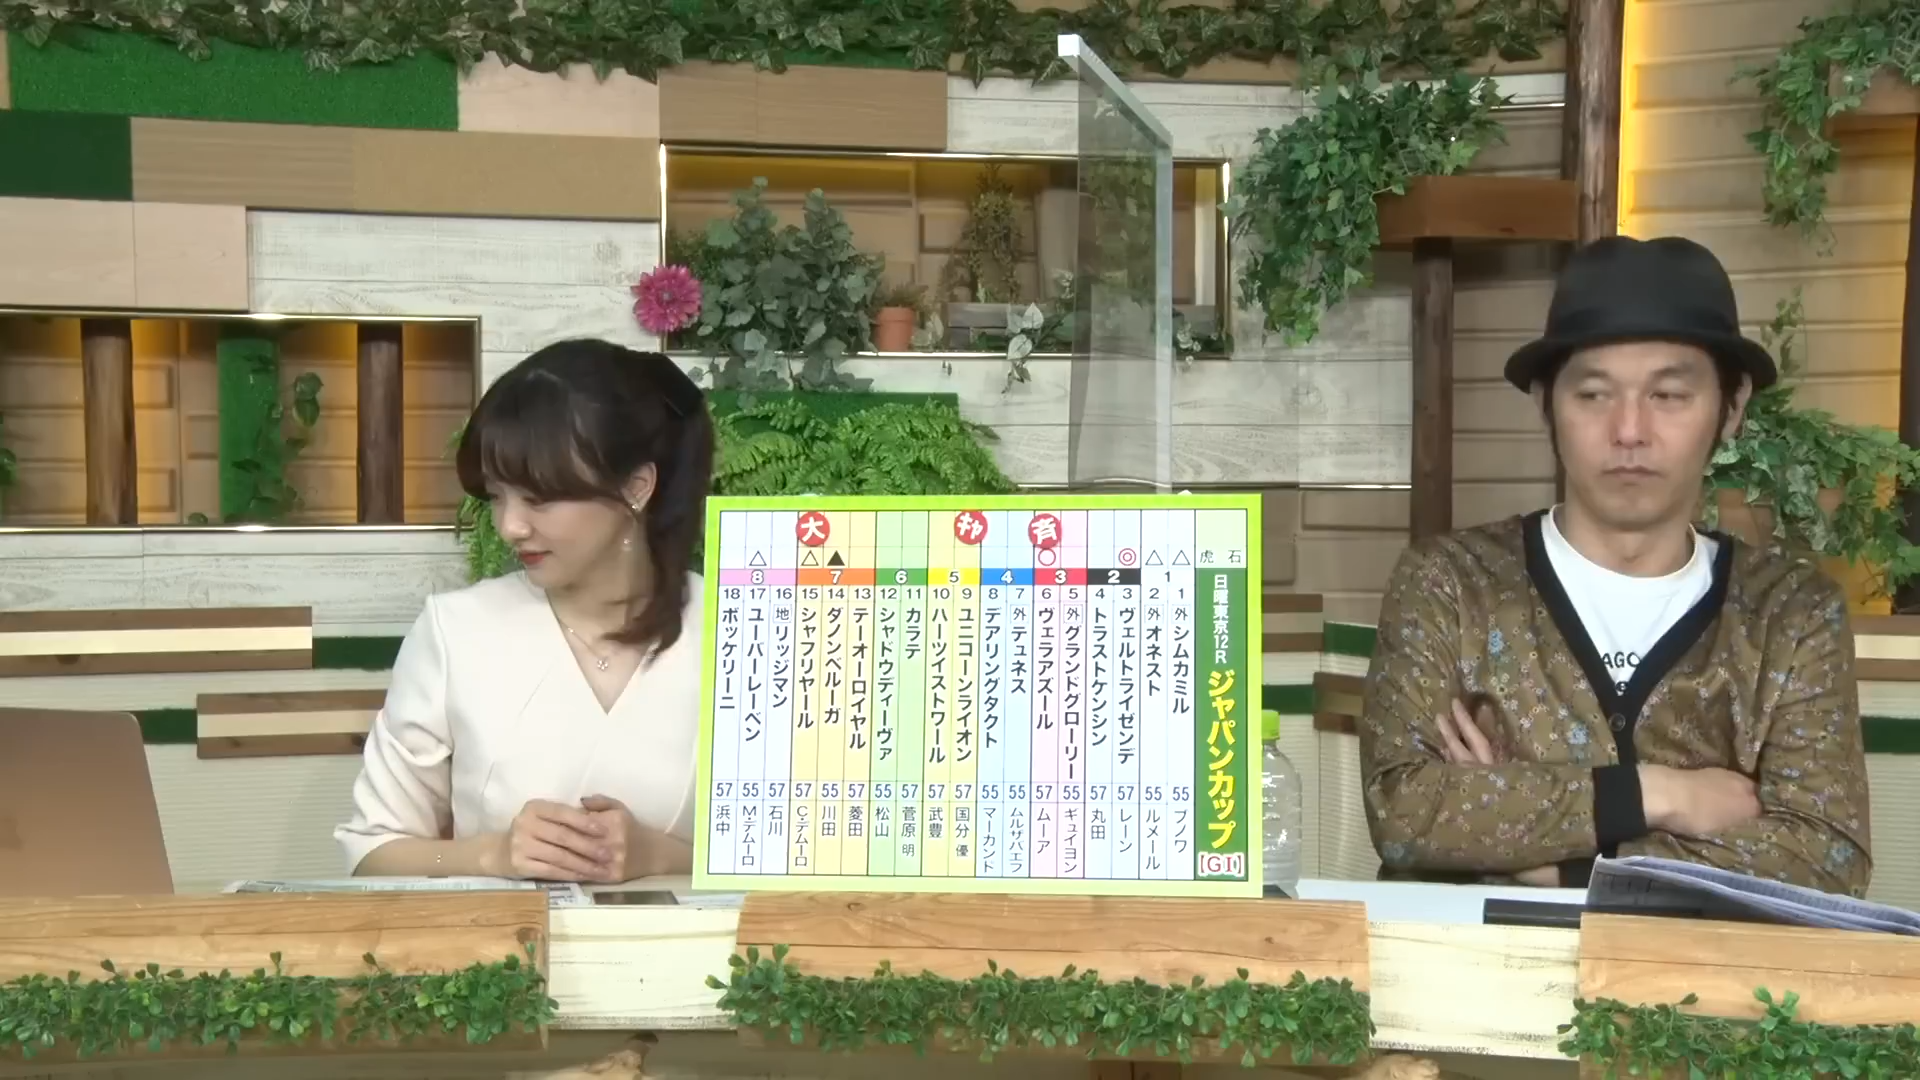 虎石
日曜東京12R
ジャパンカップ
【GI】
△ 1 1 外 シムカミル 55 ブノワ
△ 2 外 オネスト 55 ルメール
◎ 2 3 ヴェルトライゼンデ 57 レーン
4 トラストケンシン 57 丸田
3 5 外 グランドグローリー 55 ギュイヨン
斉 ○ 6 ヴェラアズール 57 ムーア
4 7 外 テュネス 55 ムルザバエフ
8 デアリングタクト 55 マーカンド
キャ 5 9 ユニコーンライオン 57 国分優
10 ハーツイストワール 57 武豊
6 11 カラテ 57 菅原明
12 シャドウディーヴァ 55 松山
7 13 テーオーロイヤル 57 菱田
▲ 14 ダノンベルーガ 55 川田
大 △ 15 シャフリヤール 57 C・デムーロ
8 16 地 リッジマン 57 石川
△ 17 ユーバーレーベン 55 M・デムーロ
18 ボッケリーニ 57 浜中